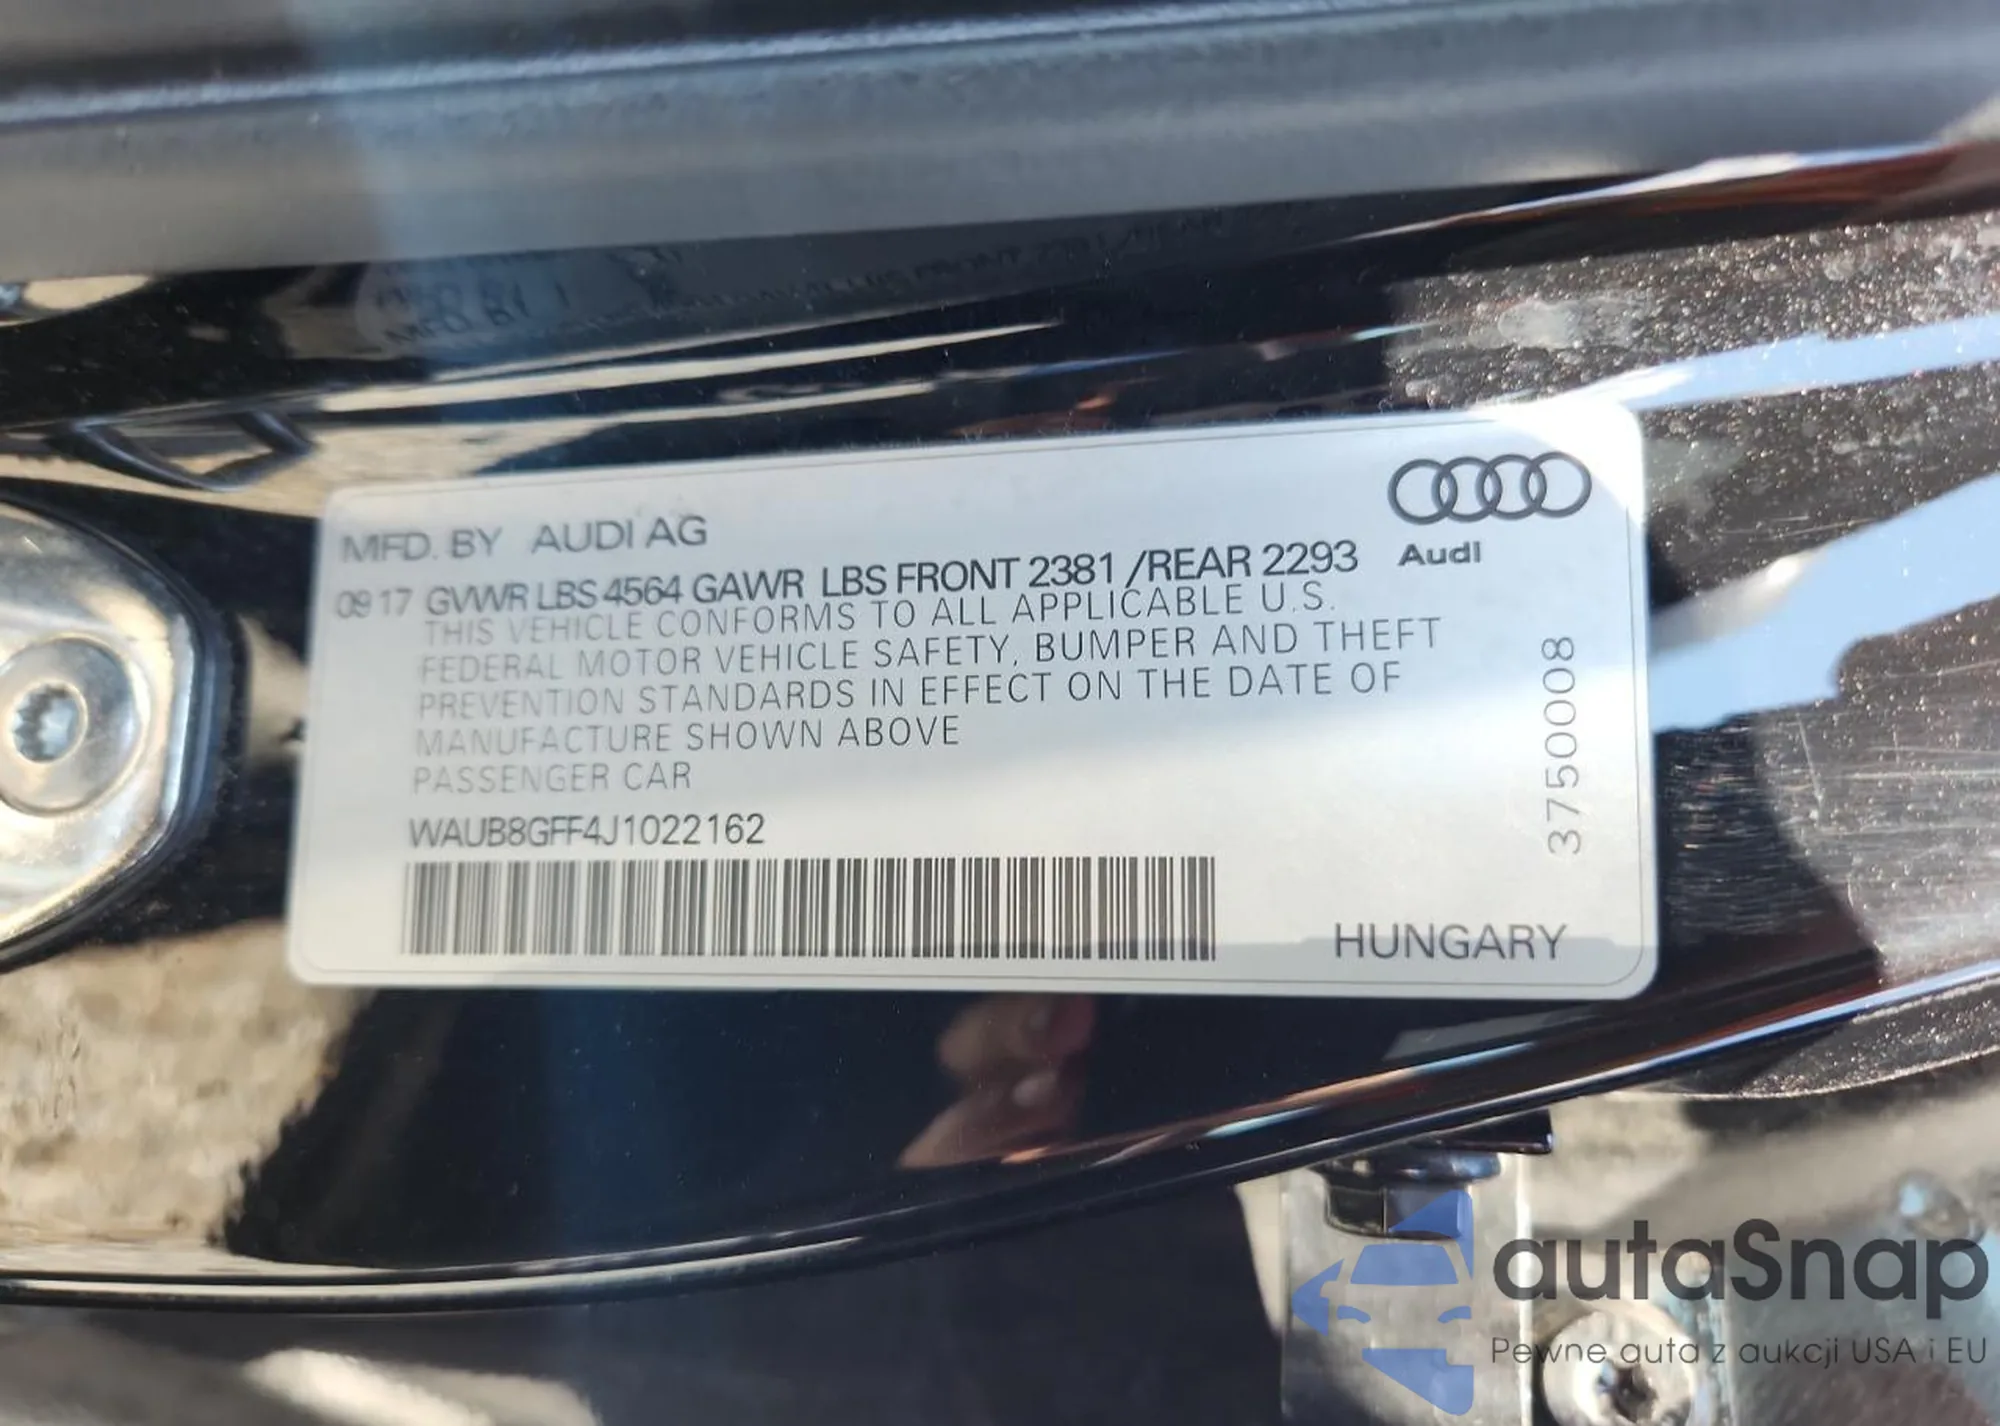 MFD. BY AUDI AG
09 17 GVWR LBS 4564 GAWR LBS FRONT 2381 /REAR 2293
Audi
THIS VEHICLE CONFORMS TO ALL APPLICABLE U.S.
FEDERAL MOTOR VEHICLE SAFETY, BUMPER AND THEFT
PREVENTION STANDARDS IN EFFECT ON THE DATE OF
MANUFACTURE SHOWN ABOVE
PASSENGER CAR
WAUB8GFF4J1022162
3750008
HUNGARY
autaSnap
Pewne auta z aukcji USA i EU